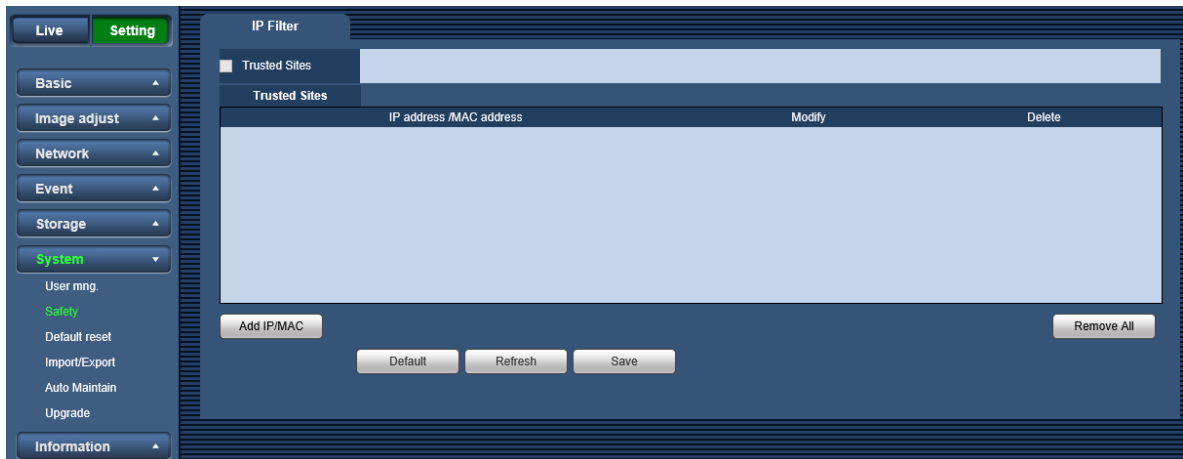 Live Setting
Basic
Image adjust
Network
Event
Storage
System
User mng.
Safety
Default reset
Import/Export
Auto Maintain
Upgrade
Information
IP Filter
Trusted Sites
Trusted Sites
IP address /MAC address Modify Delete
Add IP/MAC Remove All
Default Refresh Save